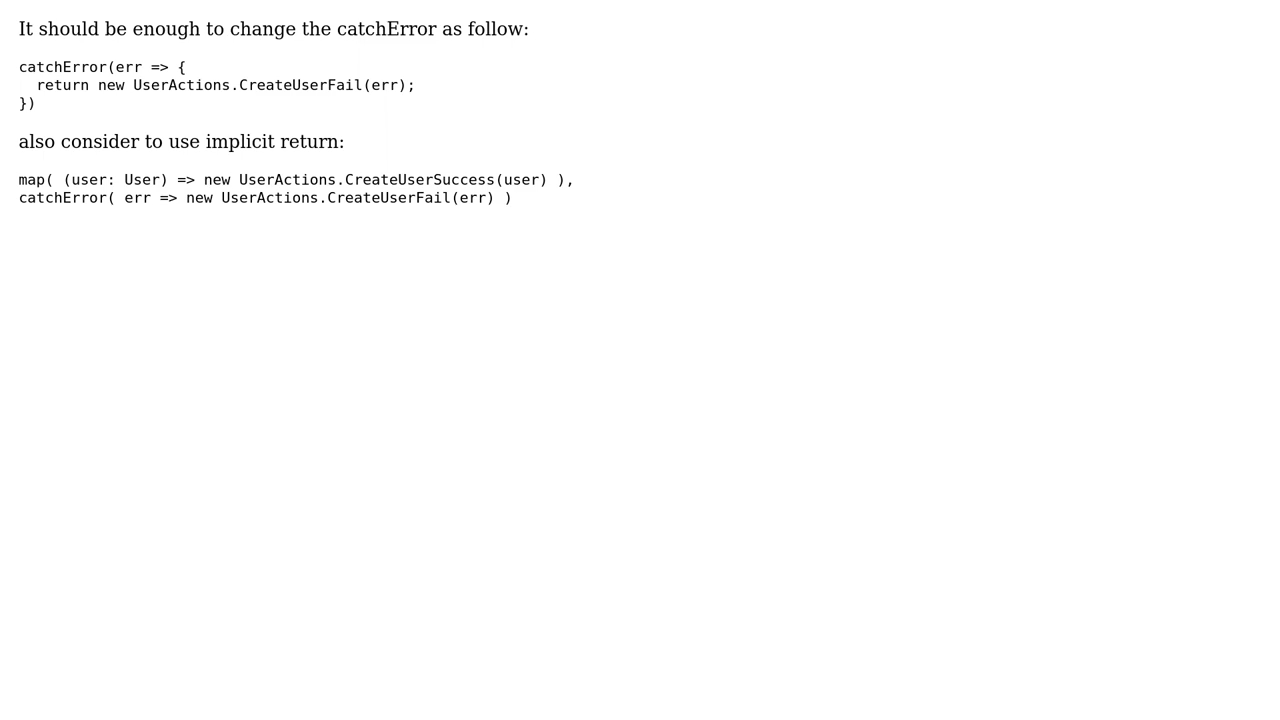 It should be enough to change the catchError as follow:
catchError(err => {
  return new UserActions.CreateUserFail(err);
})
also consider to use implicit return:
map( (user: User) => new UserActions.CreateUserSuccess(user) ),
catchError( err => new UserActions.CreateUserFail(err) )